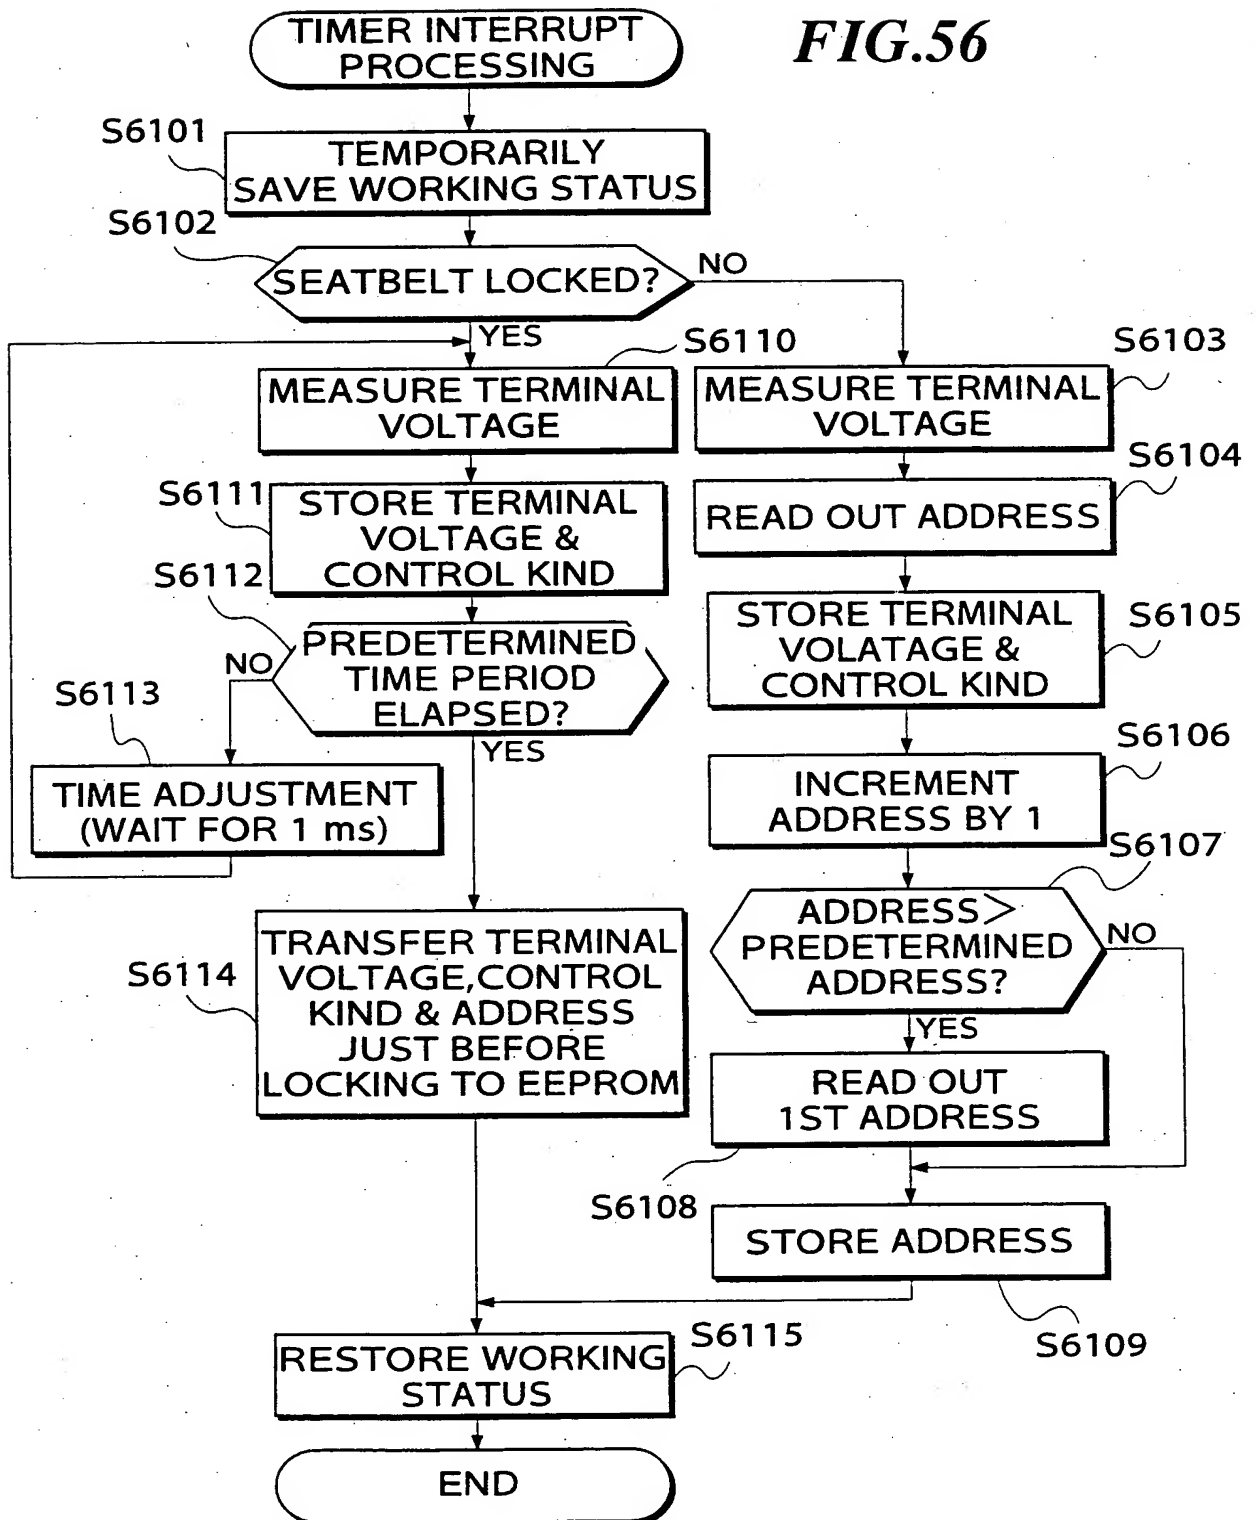 FIG.56
TIMER INTERRUPT
PROCESSING
S6101
TEMPORARILY
SAVE WORKING STATUS
S6102
SEATBELT LOCKED?
NO
YES
S6110
MEASURE TERMINAL
VOLTAGE
S6103
MEASURE TERMINAL
VOLTAGE
S6104
READ OUT ADDRESS
S6111
STORE TERMINAL
VOLTAGE &
CONTROL KIND
S6105
STORE TERMINAL
VOLATAGE &
CONTROL KIND
S6112
PREDETERMINED
TIME PERIOD
ELAPSED?
NO
YES
S6113
TIME ADJUSTMENT
(WAIT FOR 1 ms)
S6106
INCREMENT
ADDRESS BY 1
S6107
ADDRESS>
PREDETERMINED
ADDRESS?
NO
YES
S6114
TRANSFER TERMINAL
VOLTAGE,CONTROL
KIND & ADDRESS
JUST BEFORE
LOCKING TO EEPROM
READ OUT
1ST ADDRESS
S6108
STORE ADDRESS
S6109
S6115
RESTORE WORKING
STATUS
END